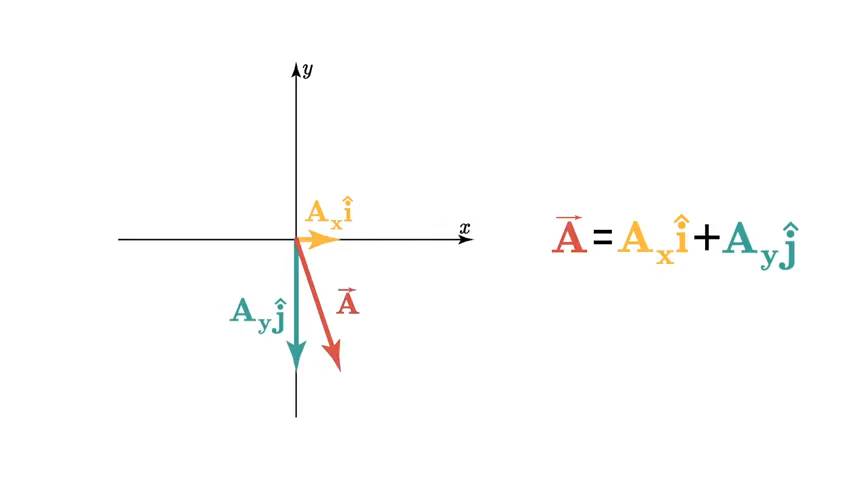 y
Aₓî
x
A⃗ = Aₓî + Aᵧĵ
A⃗
Aᵧĵ